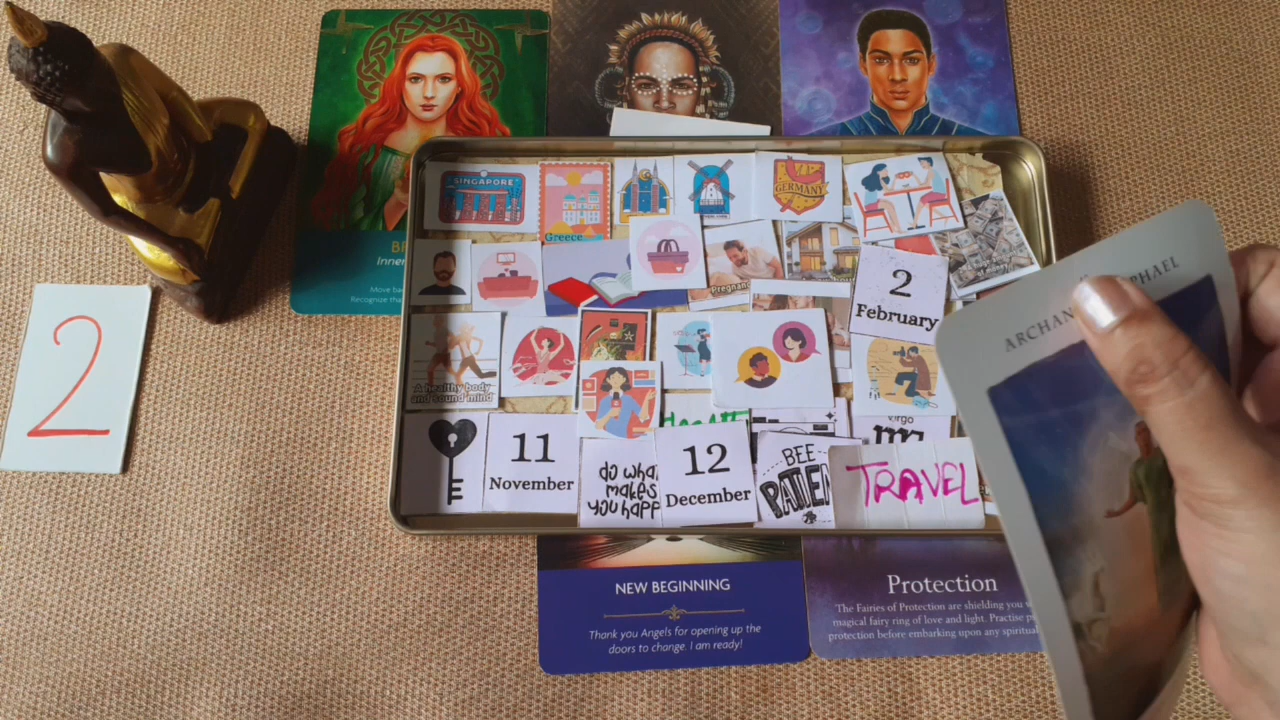 2
Inner
Move ba
Recognize tha
SINGAPORE
Greece
GERMANY
2
February
A healthy body
and sound mind
11
November
do what
makes
you happ
12
December
BEE
PATIEN
Virgo
TRAVEL
ARCHAN
PHAEL
NEW BEGINNING
Thank you Angels for opening up the
doors to change. I am ready!
Protection
The Fairies of Protection are shielding you
magical fairy ring of love and light. Practise
protection before embarking upon any spiritual